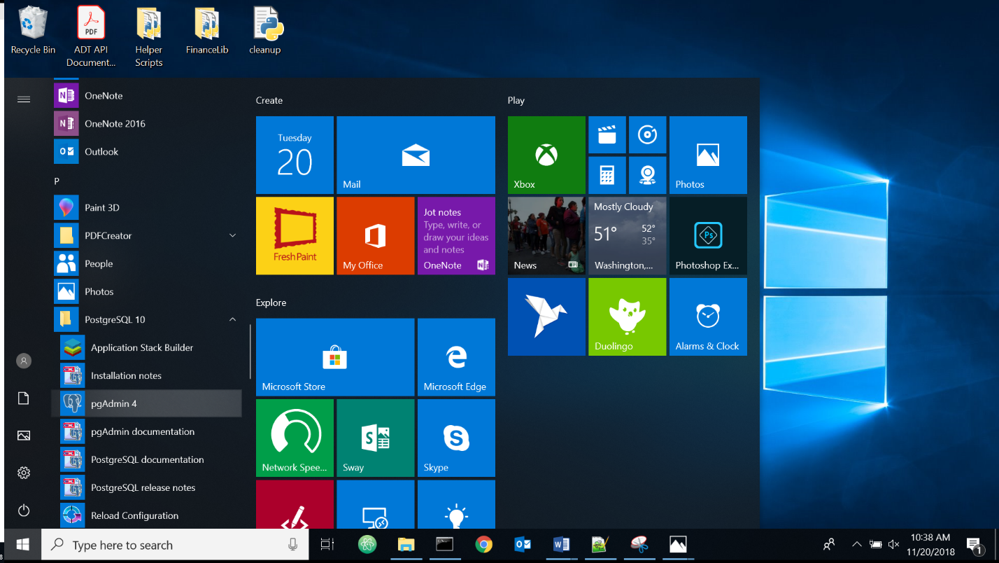 Recycle Bin
ADT API
Document...
Helper
Scripts
FinanceLib
cleanup
OneNote
OneNote 2016
Outlook
P
Paint 3D
PDFCreator
People
Photos
PostgreSQL 10
Application Stack Builder
Installation notes
pgAdmin 4
pgAdmin documentation
PostgreSQL documentation
PostgreSQL release notes
Reload Configuration
Create
Tuesday
20
Mail
Fresh Paint
My Office
Jot notes
Type, write, or
draw your ideas
and notes
OneNote
Explore
Microsoft Store
Microsoft Edge
Network Spee...
Sway
Skype
Play
Xbox
Photos
News
Mostly Cloudy
51°
52°
35°
Washington,...
Ps
Photoshop Ex...
Duolingo
Alarms & Clock
Type here to search
10:38 AM
11/20/2018
1